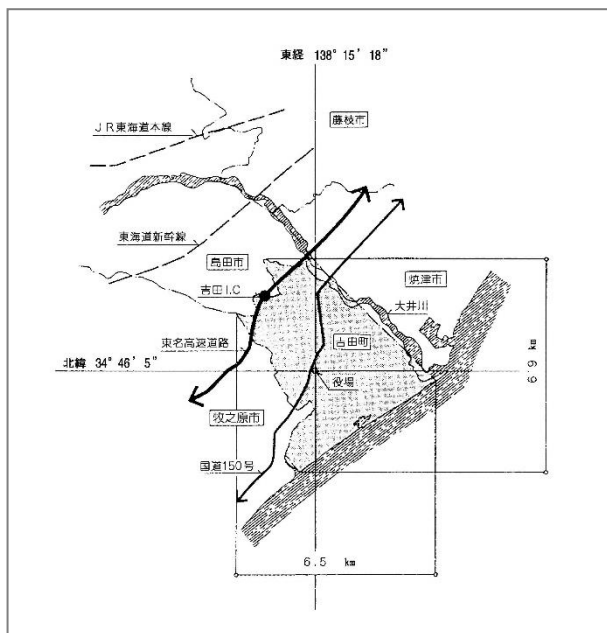 東経 138° 15' 18"
藤枝市
JR東海道本線
東海道新幹線
島田市
焼津市
吉田I.C
大井川
東名高速道路
吉田町
北緯 34° 46' 5"
役場
6.9 km
牧之原市
国道150号
6.5 km